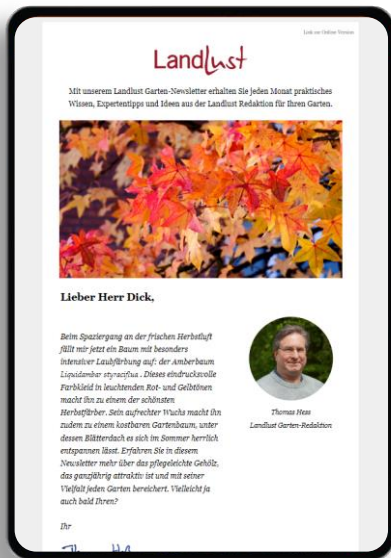 Link zur Online-Version
Landlust
Mit unserem Landlust Garten-Newsletter erhalten Sie jeden Monat praktisches
Wissen, Expertentipps und Ideen aus der Landlust Redaktion für Ihren Garten.
Lieber Herr Dick,
Beim Spaziergang an der frischen Herbstluft
fällt mir jetzt ein Baum mit besonders
intensiver Laubfärbung auf: der Amberbaum
Liquidambar styraciflua . Dieses eindrucksvolle
Farbkleid in leuchtenden Rot- und Gelbtönen
macht ihn zu einem der schönsten
Herbstfärber. Sein aufrechter Wuchs macht ihn
zudem zu einem kostbaren Gartenbaum, unter
dessen Blätterdach es sich im Sommer herrlich
entspannen lässt. Erfahren Sie in diesem
Newsletter mehr über das pflegeleichte Gehölz,
das ganzjährig attraktiv ist und mit seiner
Vielfalt jeden Garten bereichert. Vielleicht ja
auch bald Ihren?
Ihr
Thomas Hess
Landlust Garten-Redaktion